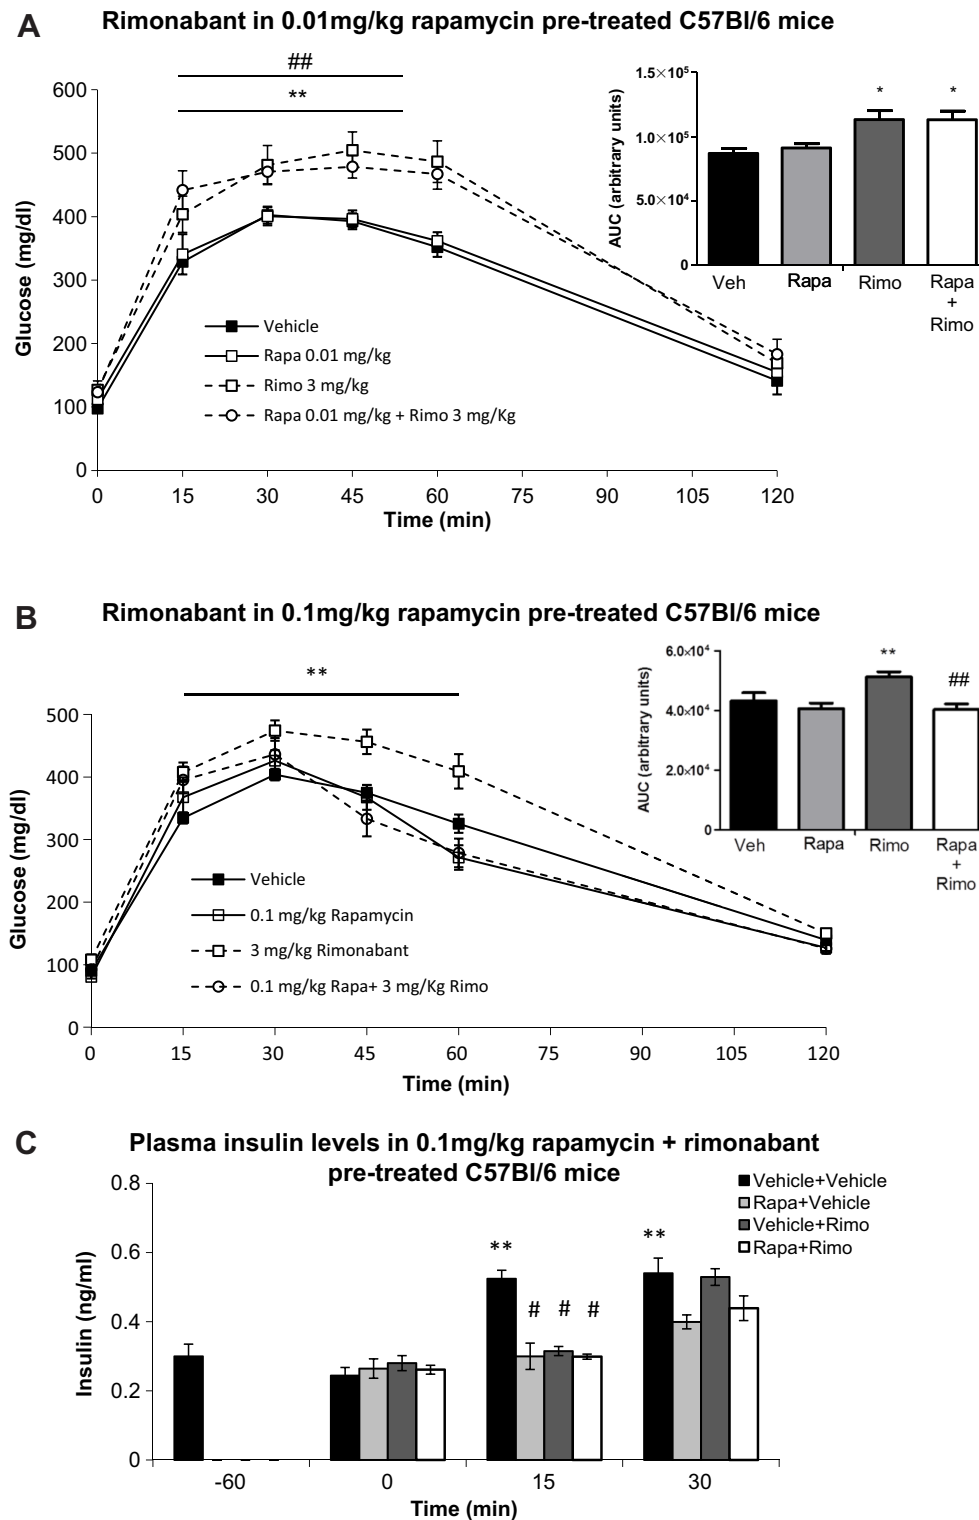 A
Rimonabant in 0.01mg/kg rapamycin pre-treated C57Bl/6 mice
##
**
600
500
400
300
200
100
0
Glucose (mg/dl)
0 15 30 45 60 75 90 105 120
Time (min)
Vehicle
Rapa 0.01 mg/kg
Rimo 3 mg/kg
Rapa 0.01 mg/kg + Rimo 3 mg/Kg
AUC (arbitrary units)
1.5×10⁵
1.0×10⁵
5.0×10⁴
0
* *
Veh Rapa Rimo Rapa
+
Rimo
B
Rimonabant in 0.1mg/kg rapamycin pre-treated C57Bl/6 mice
**
500
400
300
200
100
0
Glucose (mg/dl)
0 15 30 45 60 75 90 105 120
Time (min)
Vehicle
0.1 mg/kg Rapamycin
3 mg/kg Rimonabant
0.1 mg/kg Rapa+ 3 mg/Kg Rimo
AUC (arbitrary units)
6.0×10⁴
4.0×10⁴
2.0×10⁴
0
**
##
Veh Rapa Rimo Rapa
+
Rimo
C
Plasma insulin levels in 0.1mg/kg rapamycin + rimonabant
pre-treated C57Bl/6 mice
Vehicle+Vehicle
Rapa+Vehicle
Vehicle+Rimo
Rapa+Rimo
0.8
0.6
0.4
0.2
0
Insulin (ng/ml)
** **
# # #
-60 0 15 30
Time (min)